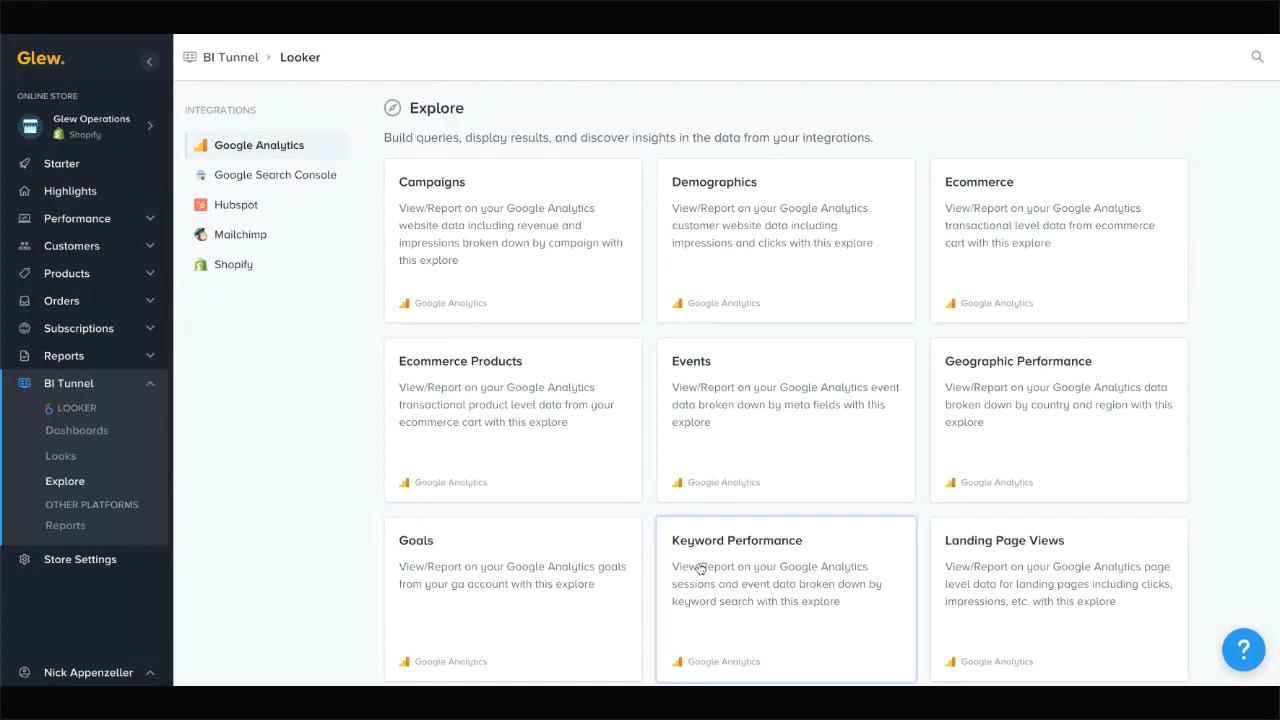 Glew.
ONLINE STORE
Glew Operations
Shopify
Starter
Highlights
Performance
Customers
Products
Orders
Subscriptions
Reports
BI Tunnel
LOOKER
Dashboards
Looks
Explore
OTHER PLATFORMS
Reports
Store Settings
Nick Appenzeller
BI Tunnel
Looker
INTEGRATIONS
Google Analytics
Google Search Console
Hubspot
Mailchimp
Shopify
Explore
Build queries, display results, and discover insights in the data from your integrations.
Campaigns
View/Report on your Google Analytics
website data including revenue and
impressions broken down by campaign with
this explore
Google Analytics
Demographics
View/Report on your Google Analytics
customer website data including
impressions and clicks with this explore
Google Analytics
Ecommerce
View/Report on your Google Analytics
transactional level data from ecommerce
cart with this explore
Google Analytics
Ecommerce Products
View/Report on your Google Analytics
transactional product level data from your
ecommerce cart with this explore
Google Analytics
Events
View/Report on your Google Analytics event
data broken down by meta fields with this
explore
Google Analytics
Geographic Performance
View/Report on your Google Analytics data
broken down by country and region with this
explore
Google Analytics
Goals
View/Report on your Google Analytics goals
from your ga account with this explore
Google Analytics
Keyword Performance
View/Report on your Google Analytics
sessions and event data broken down by
keyword search with this explore
Google Analytics
Landing Page Views
View/Report on your Google Analytics page
level data for landing pages including clicks,
impressions, etc. with this explore
Google Analytics
?